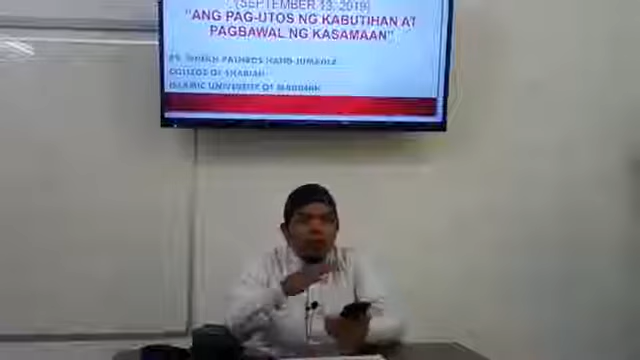 (SEPTEMBER 13, 2019)
"ANG PAG-UTOS NG KABUTIHAN AT
PAGBAWAL NG KASAMAAN"
COLLEGE OF SHARIAH
ISLAMIC UNIVERSITY OF MADINAH